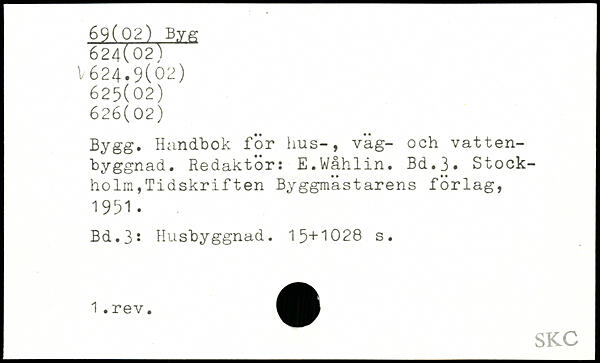 69(02) Byg
624(02)
√624.9(02)
625(02)
626(02)
Bygg. Handbok för hus-, väg- och vatten-
byggnad. Redaktör: E.Wåhlin. Bd.3. Stock-
holm,Tidskriften Byggmästarens förlag,
1951.
Bd.3: Husbyggnad. 15+1028 s.
1.rev.
SKC